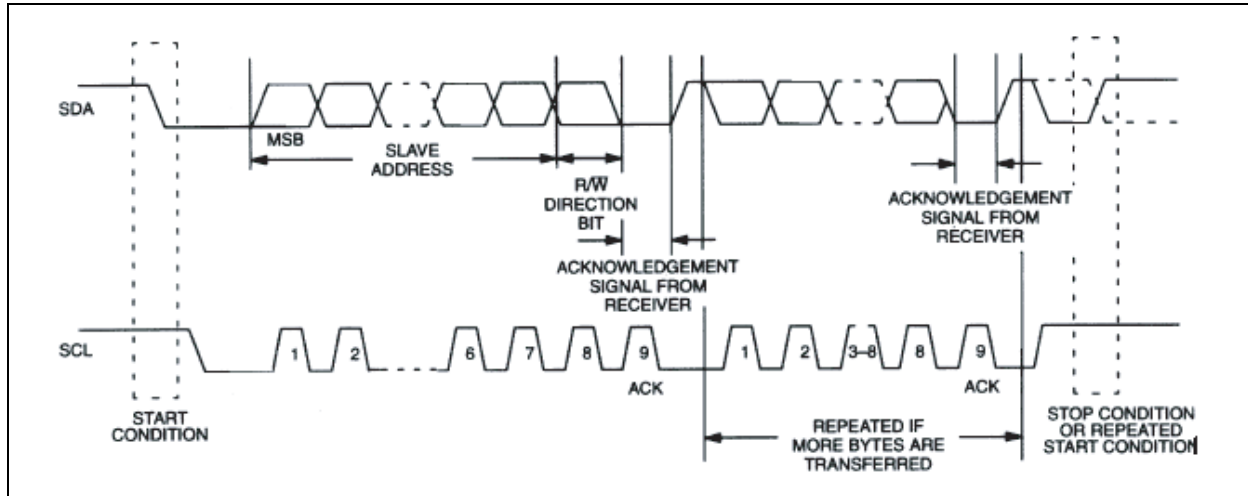 SDA
MSB
SLAVE
ADDRESS
R/W̅
DIRECTION
BIT
ACKNOWLEDGEMENT
SIGNAL FROM
RECEIVER
ACKNOWLEDGEMENT
SIGNAL FROM
RECEIVER
SCL
1
2
6
7
8
9
1
2
3–8
8
9
ACK
ACK
START
CONDITION
REPEATED IF
MORE BYTES ARE
TRANSFERRED
STOP CONDITION
OR REPEATED
START CONDITION